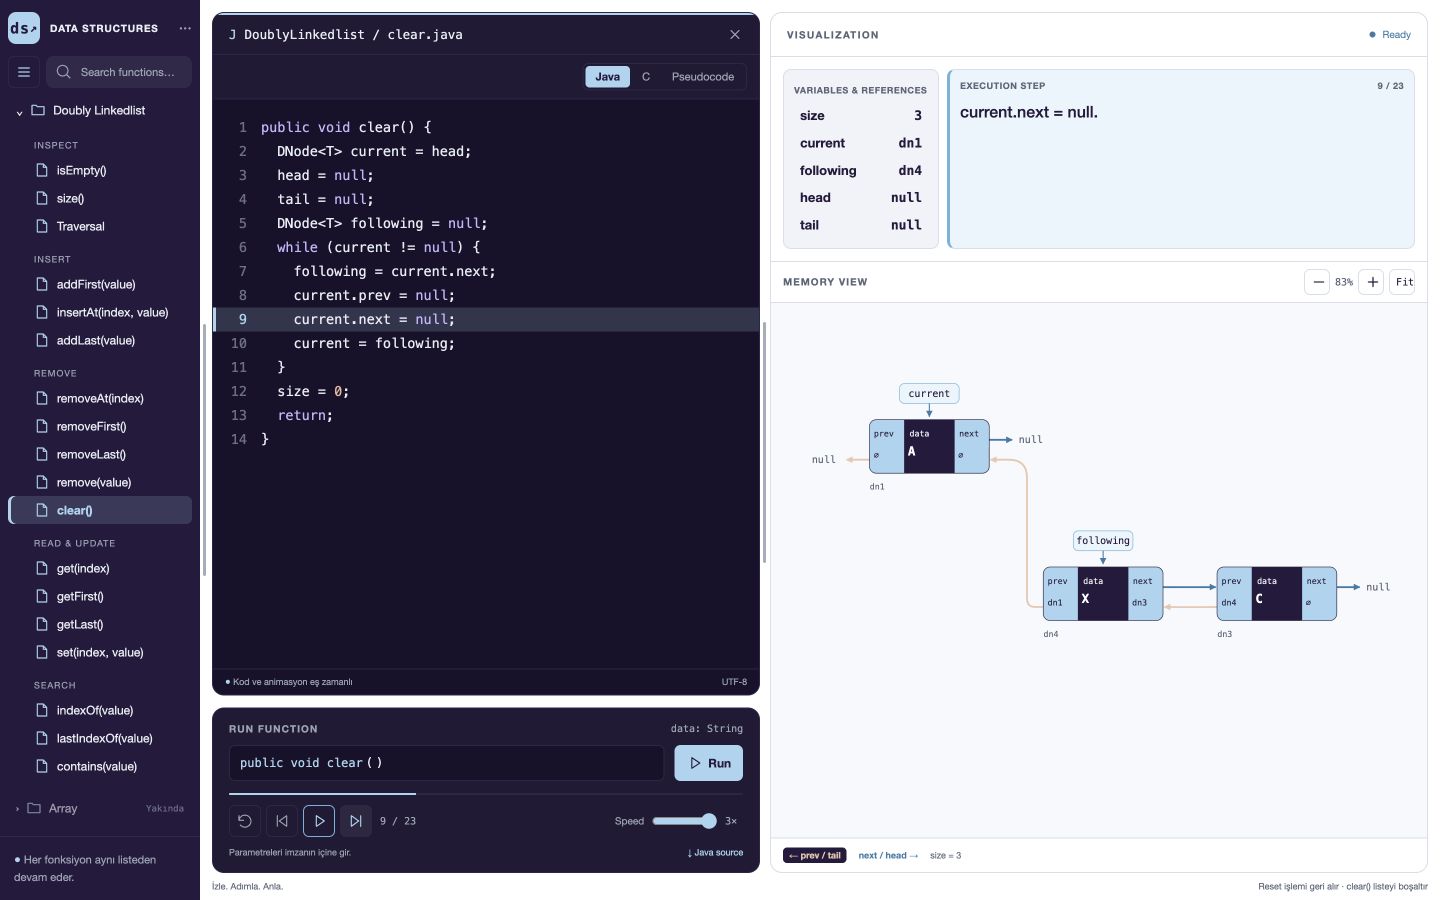 ds↗ DATA STRUCTURES ···
Search functions...
Doubly Linkedlist
INSPECT
isEmpty()
size()
Traversal
INSERT
addFirst(value)
insertAt(index, value)
addLast(value)
REMOVE
removeAt(index)
removeFirst()
removeLast()
remove(value)
clear()
READ & UPDATE
get(index)
getFirst()
getLast()
set(index, value)
SEARCH
indexOf(value)
lastIndexOf(value)
contains(value)
Array Yakında
• Her fonksiyon aynı listeden
devam eder.
J DoublyLinkedlist / clear.java ×
Java C Pseudocode
1 public void clear() {
2 DNode<T> current = head;
3 head = null;
4 tail = null;
5 DNode<T> following = null;
6 while (current != null) {
7 following = current.next;
8 current.prev = null;
9 current.next = null;
10 current = following;
11 }
12 size = 0;
13 return;
14 }
• Kod ve animasyon eş zamanlı UTF-8
RUN FUNCTION data: String
public void clear () Run
9 / 23 Speed 3×
Parametreleri imzanın içine gir. ↓ Java source
İzle. Adımla. Anla.
VISUALIZATION • Ready
VARIABLES & REFERENCES
size 3
current dn1
following dn4
head null
tail null
EXECUTION STEP 9 / 23
current.next = null.
MEMORY VIEW − 83% + Fit
current
prev data next
null
∅ A ∅
null
dn1
following
prev data next
dn1 X dn3
dn4
prev data next
dn4 C ∅
null
dn3
← prev / tail next / head → size = 3
Reset işlemi geri alır · clear() listeyi boşaltır